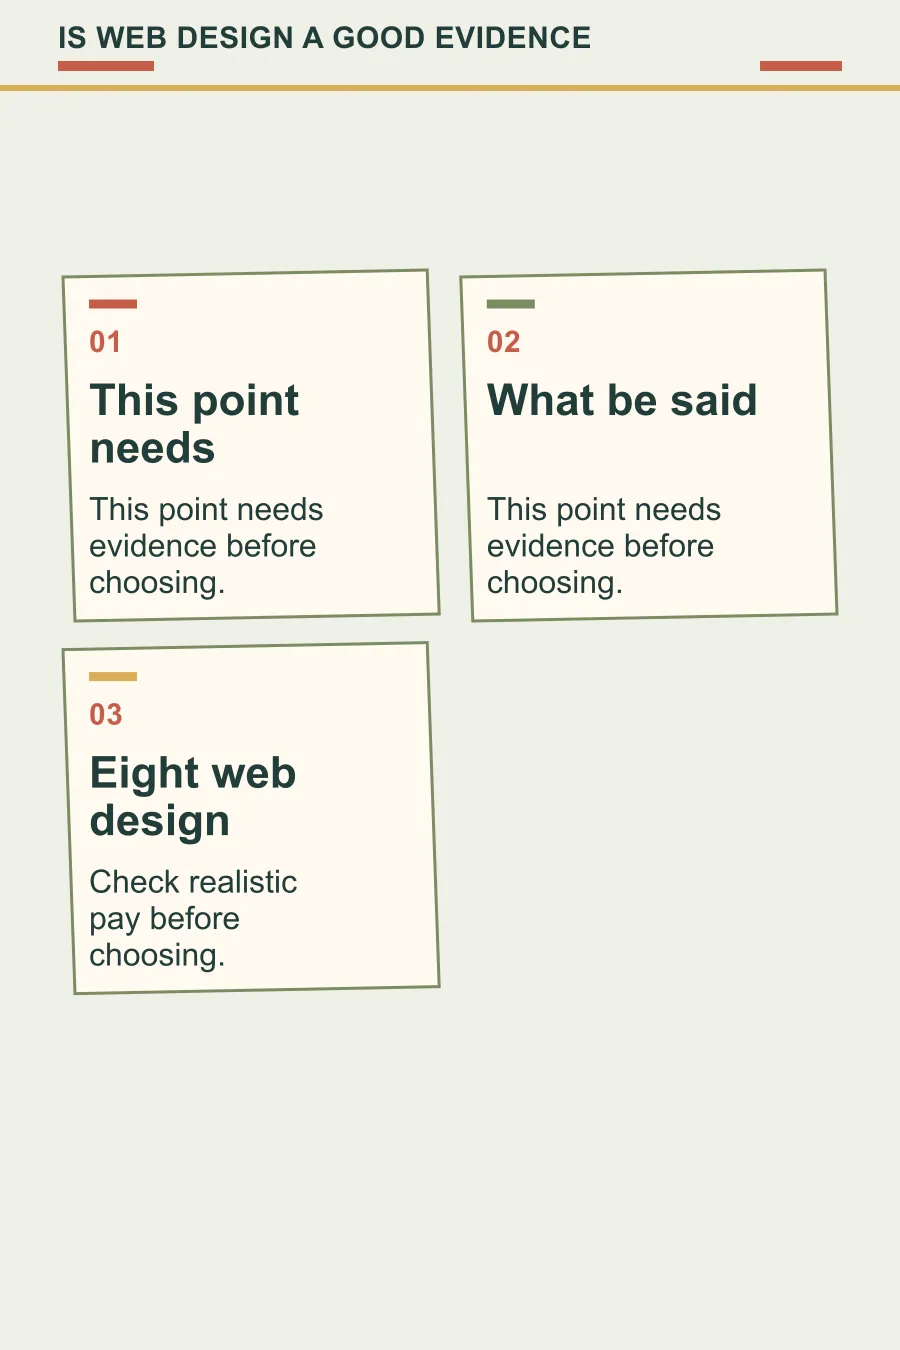 IS WEB DESIGN A GOOD EVIDENCE
01
This point
needs
This point needs
evidence before
choosing.
02
What be said
This point needs
evidence before
choosing.
03
Eight web
design
Check realistic
pay before
choosing.